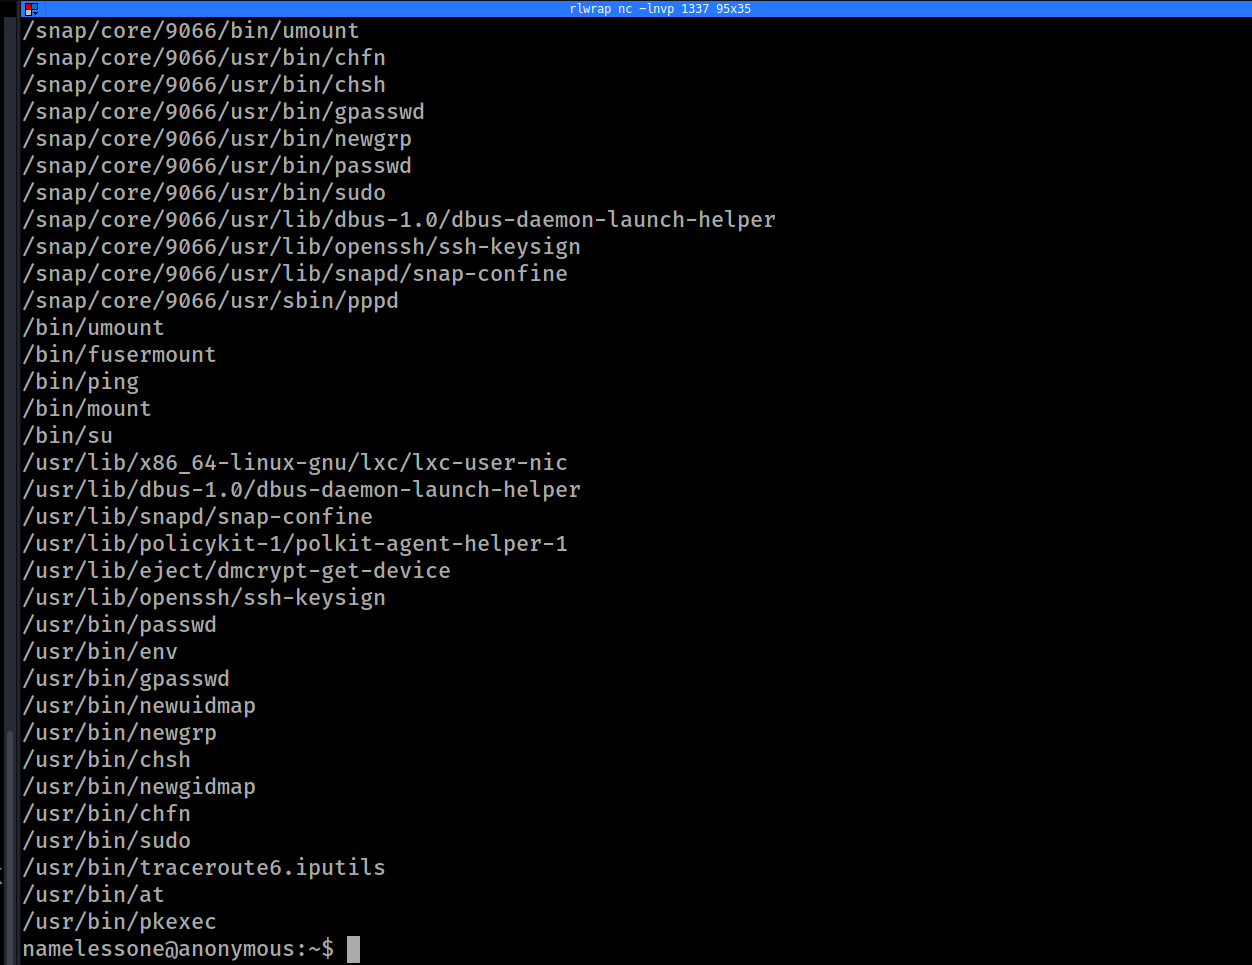 rlwrap nc -lnvp 1337 95x35
/snap/core/9066/bin/umount
/snap/core/9066/usr/bin/chfn
/snap/core/9066/usr/bin/chsh
/snap/core/9066/usr/bin/gpasswd
/snap/core/9066/usr/bin/newgrp
/snap/core/9066/usr/bin/passwd
/snap/core/9066/usr/bin/sudo
/snap/core/9066/usr/lib/dbus-1.0/dbus-daemon-launch-helper
/snap/core/9066/usr/lib/openssh/ssh-keysign
/snap/core/9066/usr/lib/snapd/snap-confine
/snap/core/9066/usr/sbin/pppd
/bin/umount
/bin/fusermount
/bin/ping
/bin/mount
/bin/su
/usr/lib/x86_64-linux-gnu/lxc/lxc-user-nic
/usr/lib/dbus-1.0/dbus-daemon-launch-helper
/usr/lib/snapd/snap-confine
/usr/lib/policykit-1/polkit-agent-helper-1
/usr/lib/eject/dmcrypt-get-device
/usr/lib/openssh/ssh-keysign
/usr/bin/passwd
/usr/bin/env
/usr/bin/gpasswd
/usr/bin/newuidmap
/usr/bin/newgrp
/usr/bin/chsh
/usr/bin/newgidmap
/usr/bin/chfn
/usr/bin/sudo
/usr/bin/traceroute6.iputils
/usr/bin/at
/usr/bin/pkexec
namelessone@anonymous:~$